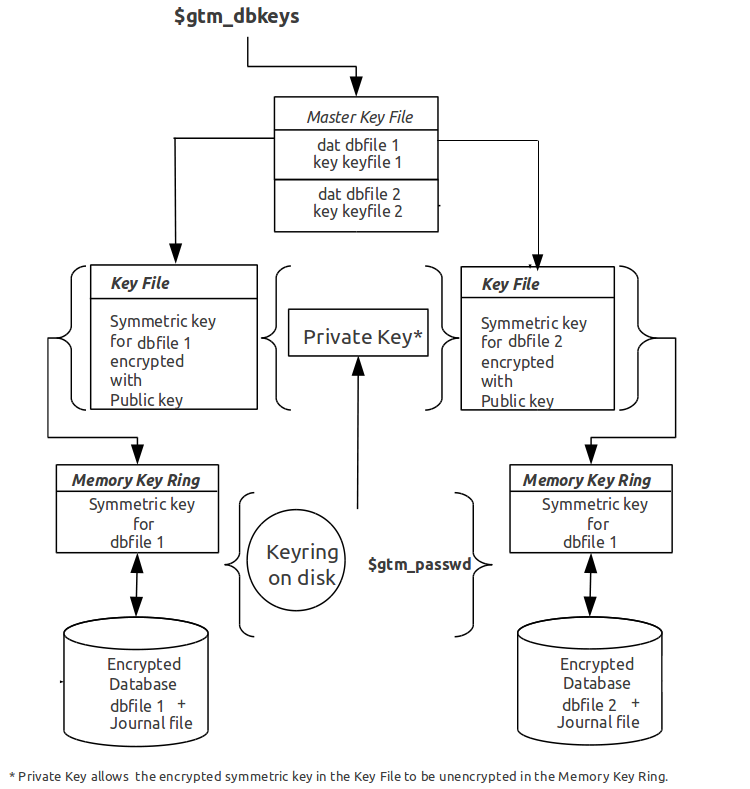 $gtm_dbkeys
Master Key File
dat dbfile 1
key keyfile 1
dat dbfile 2
key keyfile 2
Key File
Symmetric key
for dbfile 1
encrypted
with
Public key
Private Key*
Key File
Symmetric key
for dbfile 2
encrypted
with
Public key
Memory Key Ring
Symmetric key
for
dbfile 1
Keyring
on disk
$gtm_passwd
Memory Key Ring
Symmetric key
for
dbfile 1
Encrypted
Database
dbfile 1 +
Journal file
Encrypted
Database
dbfile 2 +
Journal file
* Private Key allows the encrypted symmetric key in the Key File to be unencrypted in the Memory Key Ring.